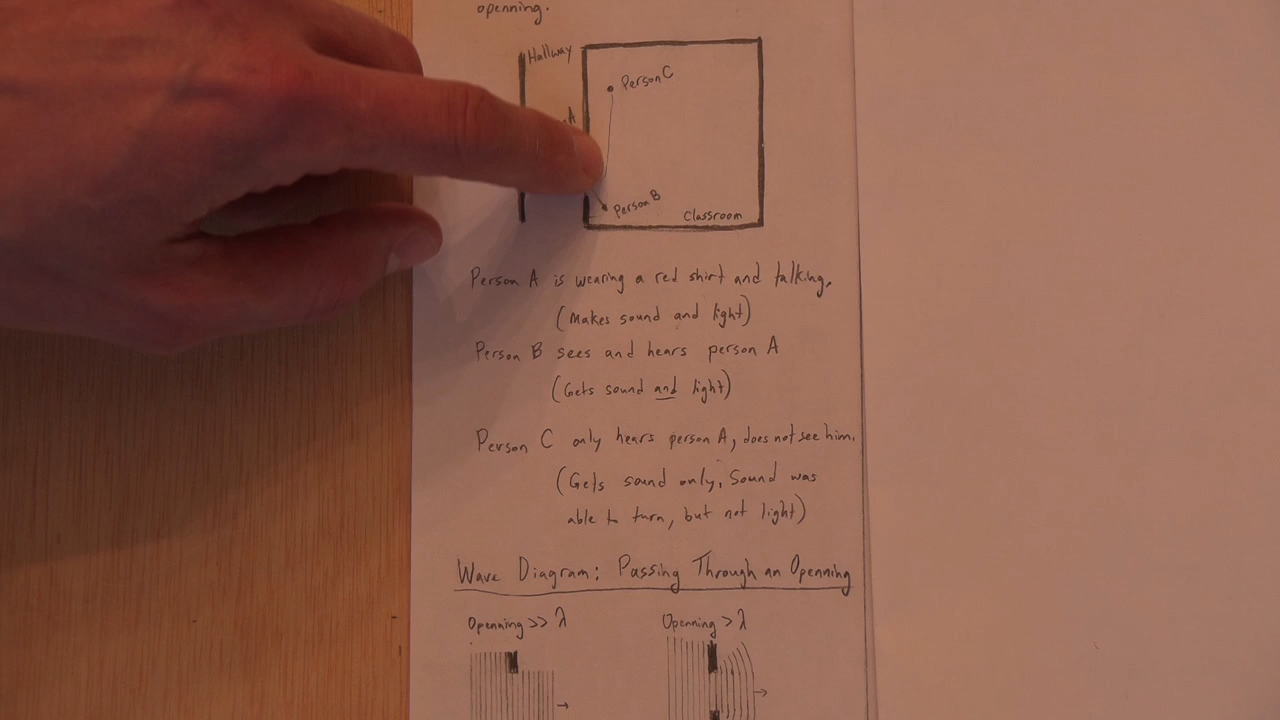 openning.
Hallway
Person C
A
Person B
Classroom
Person A is wearing a red shirt and talking.
(Makes sound and light)
Person B sees and hears person A
(Gets sound and light)
Person C only hears person A, does not see him.
(Gets sound only, Sound was
able to turn, but not light)
Wave Diagram: Passing Through an Openning
Openning >> λ
Openning > λ